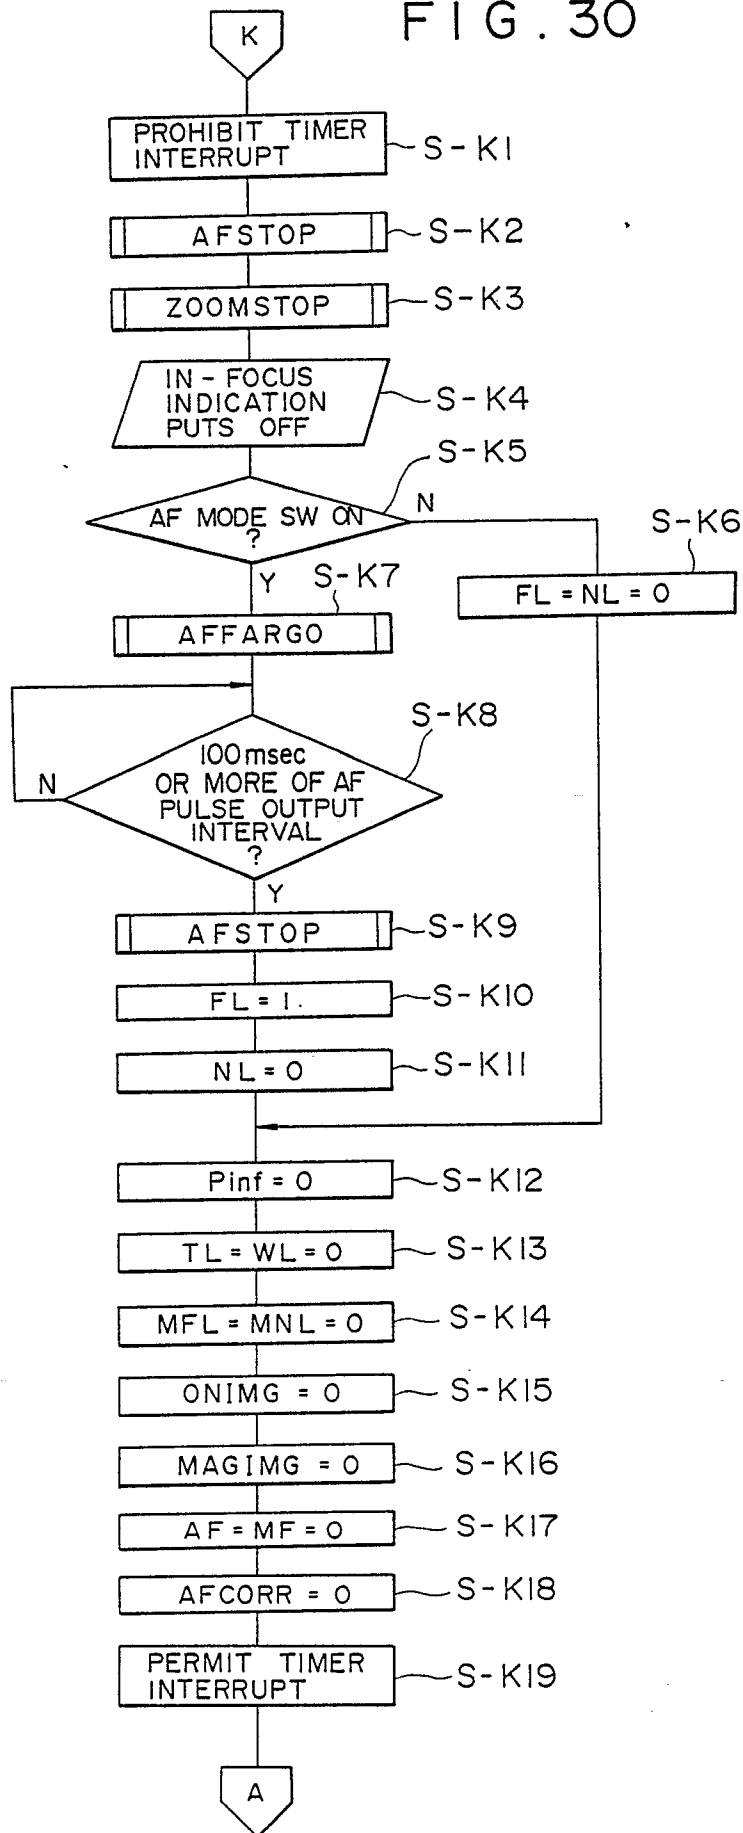 FIG. 30
K
PROHIBIT TIMER
INTERRUPT
S-K1
AFSTOP
S-K2
ZOOMSTOP
S-K3
IN-FOCUS
INDICATION
PUTS OFF
S-K4
S-K5
AF MODE SW ON
?
N
Y
S-K6
FL=NL=0
S-K7
AFFARGO
S-K8
100msec
OR MORE OF AF
PULSE OUTPUT
INTERVAL
?
N
Y
AFSTOP
S-K9
FL=1.
S-K10
NL=0
S-K11
Pinf=0
S-K12
TL=WL=0
S-K13
MFL=MNL=0
S-K14
ONIMG=0
S-K15
MAGIMG=0
S-K16
AF=MF=0
S-K17
AFCORR=0
S-K18
PERMIT TIMER
INTERRUPT
S-K19
A